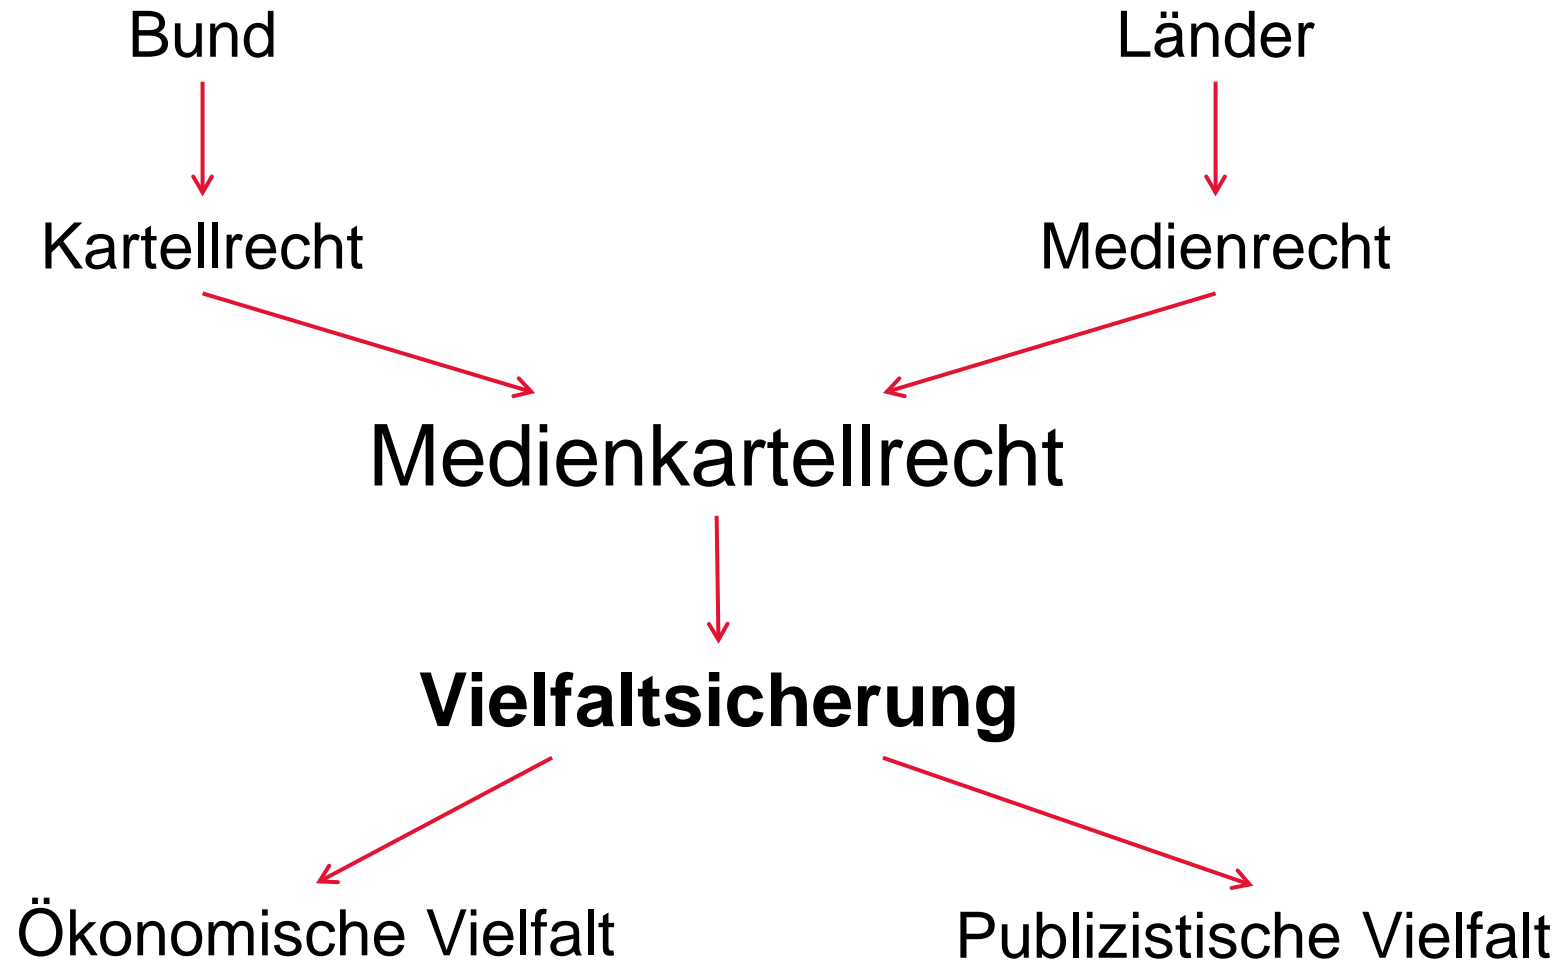 Bund
Länder
Kartellrecht
Medienrecht
Medienkartellrecht
Vielfaltsicherung
Ökonomische Vielfalt
Publizistische Vielfalt